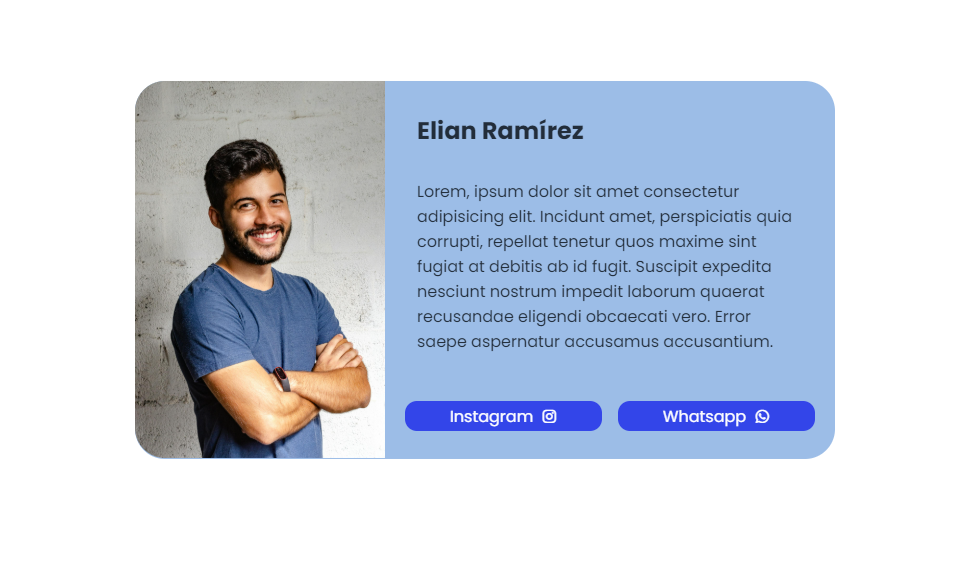 Elian Ramírez
Lorem, ipsum dolor sit amet consectetur
adipisicing elit. Incidunt amet, perspiciatis quia
corrupti, repellat tenetur quos maxime sint
fugiat at debitis ab id fugit. Suscipit expedita
nesciunt nostrum impedit laborum quaerat
recusandae eligendi obcaecati vero. Error
saepe aspernatur accusamus accusantium.
Instagram
Whatsapp